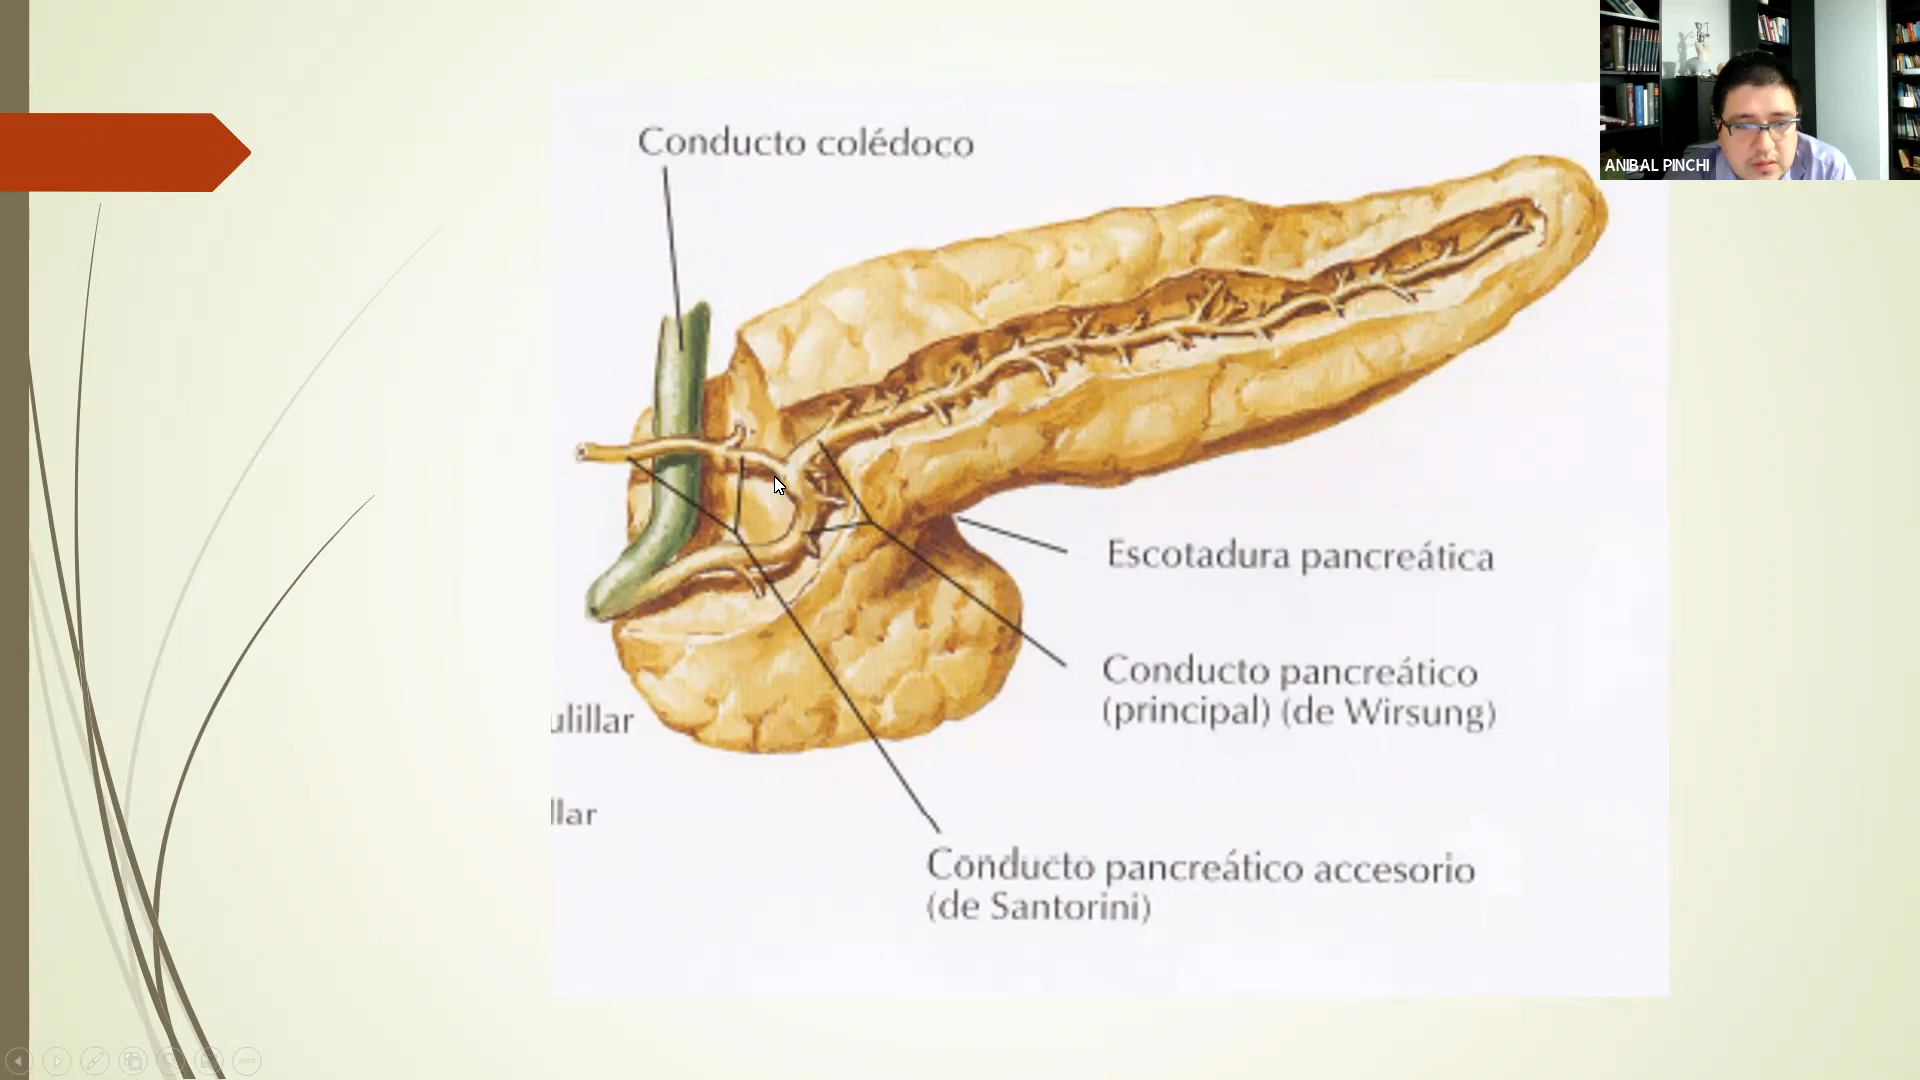 Conducto colédoco
ANIBAL PINCHI
Escotadura pancreática
Conducto pancreático
(principal) (de Wirsung)
ulillar
llar
Conducto pancreático accesorio
(de Santorini)